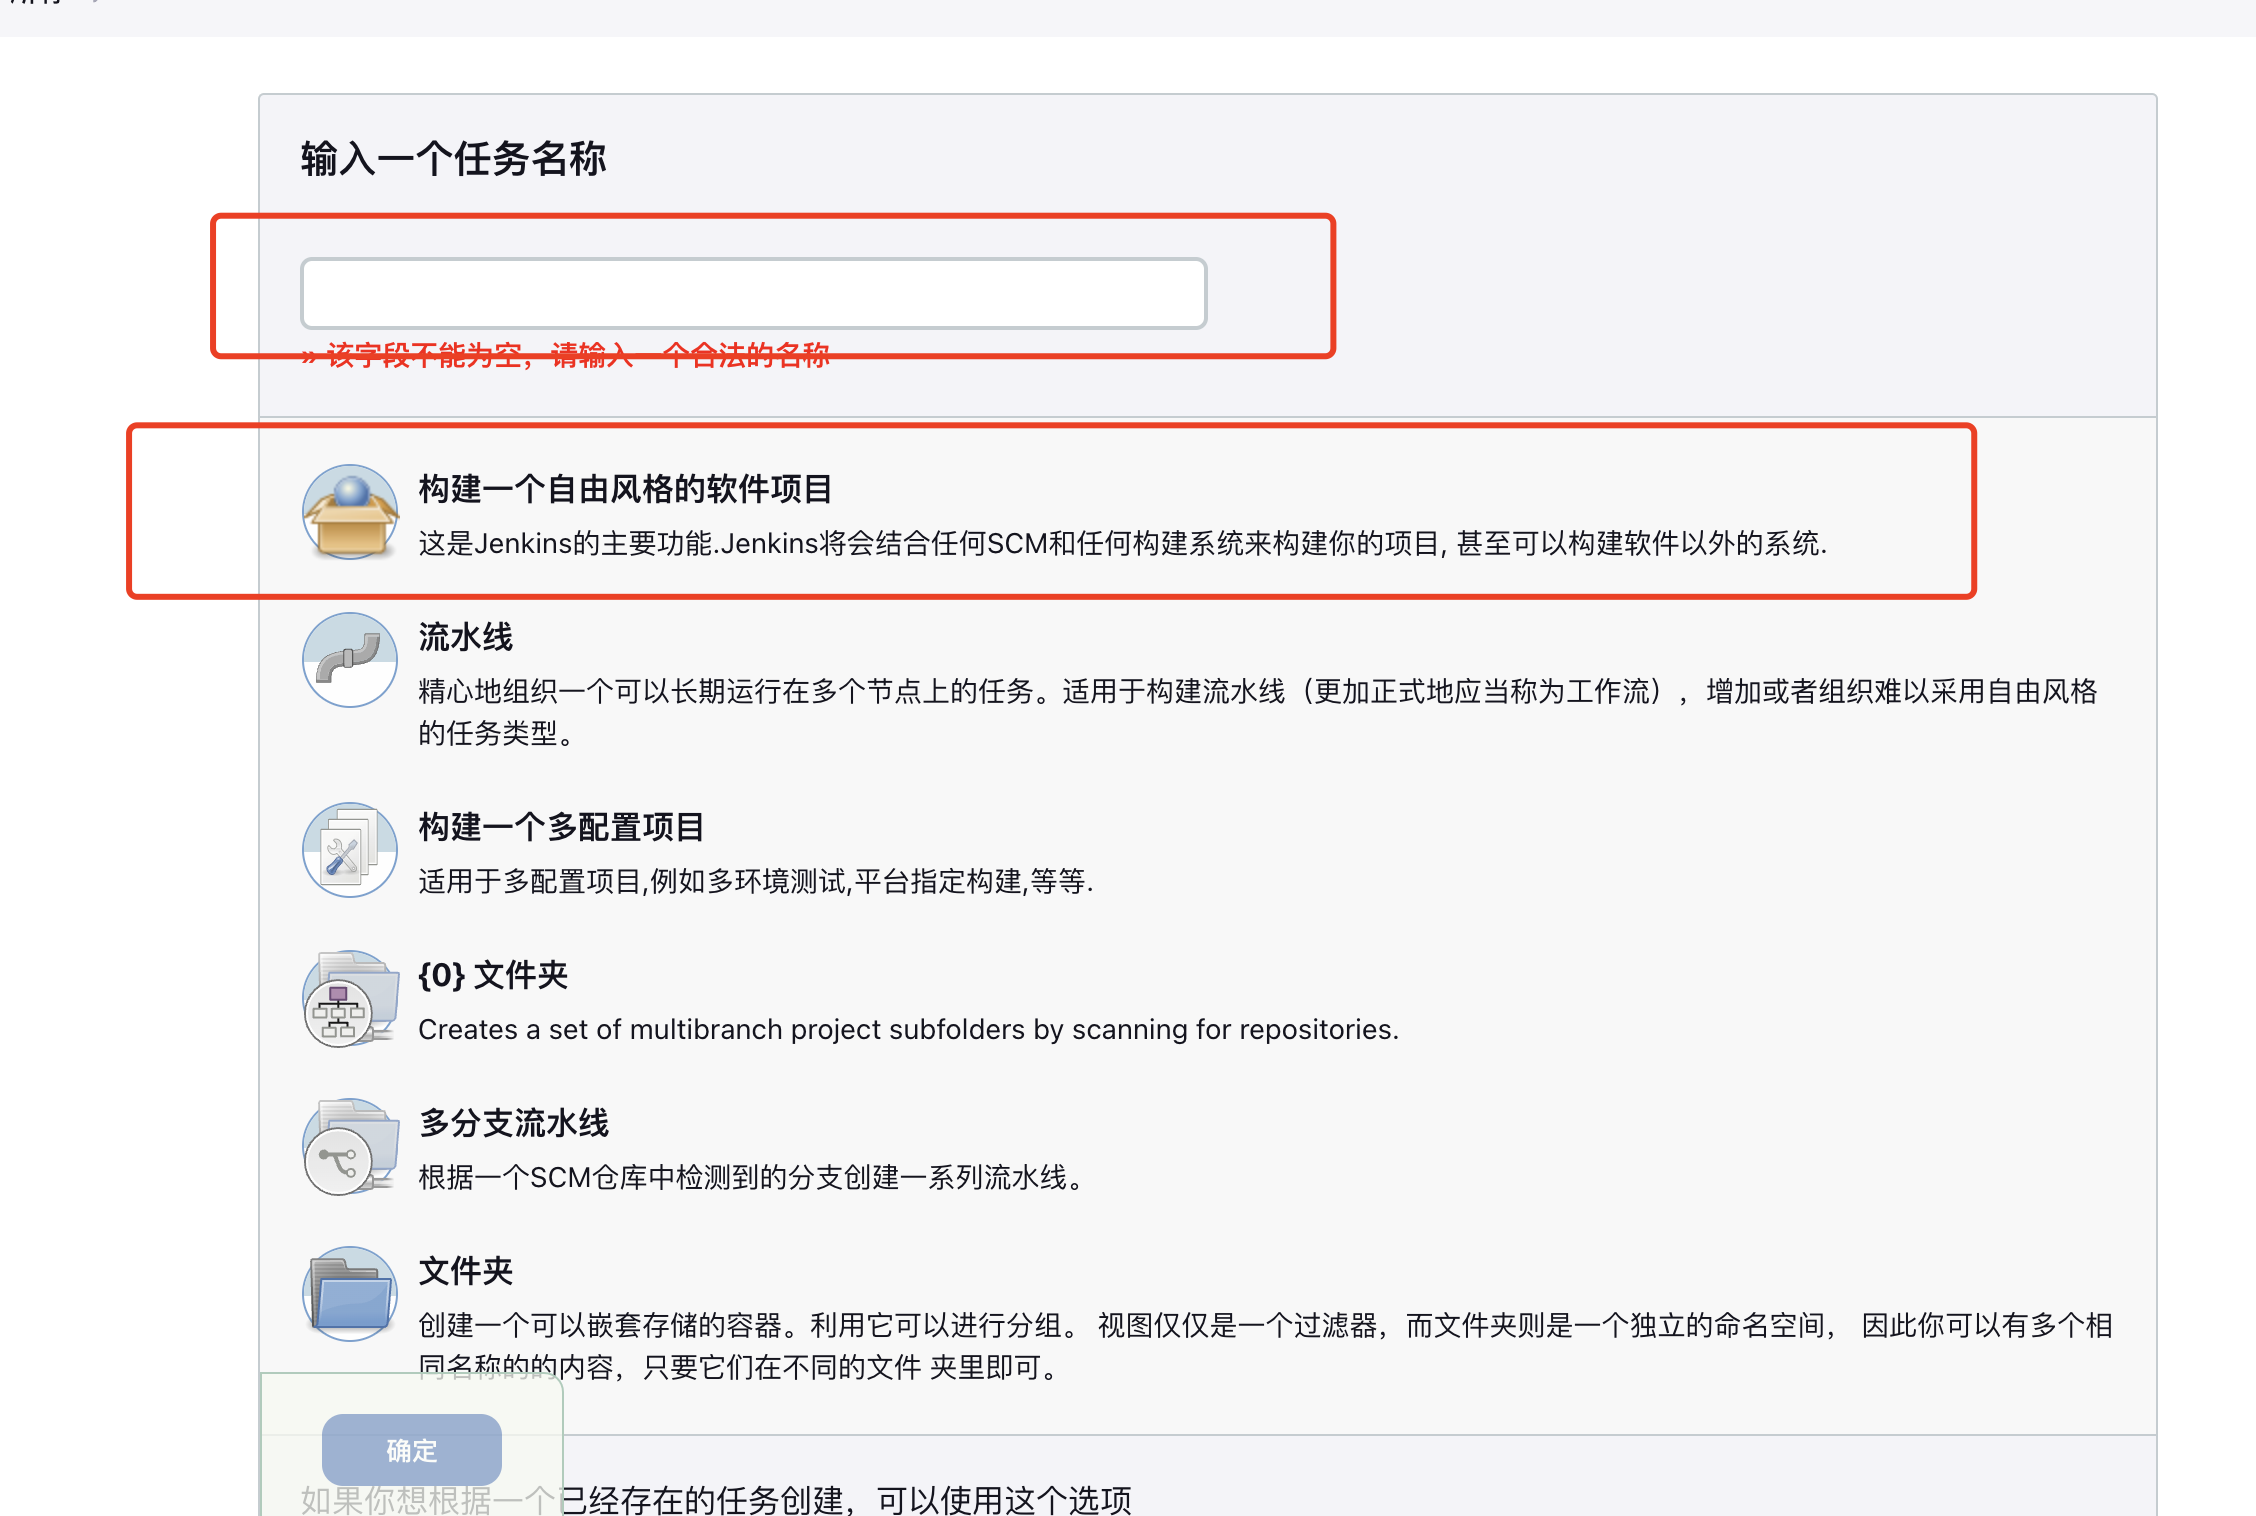 输入一个任务名称
» 该字段不能为空，请输入一个合法的名称
构建一个自由风格的软件项目
这是Jenkins的主要功能.Jenkins将会结合任何SCM和任何构建系统来构建你的项目, 甚至可以构建软件以外的系统.
流水线
精心地组织一个可以长期运行在多个节点上的任务。适用于构建流水线（更加正式地应当称为工作流），增加或者组织难以采用自由风格
的任务类型。
构建一个多配置项目
适用于多配置项目,例如多环境测试,平台指定构建,等等.
{0} 文件夹
Creates a set of multibranch project subfolders by scanning for repositories.
多分支流水线
根据一个SCM仓库中检测到的分支创建一系列流水线。
文件夹
创建一个可以嵌套存储的容器。利用它可以进行分组。 视图仅仅是一个过滤器，而文件夹则是一个独立的命名空间， 因此你可以有多个相
同名称的的内容，只要它们在不同的文件 夹里即可。
确定
如果你想根据一个已经存在的任务创建，可以使用这个选项